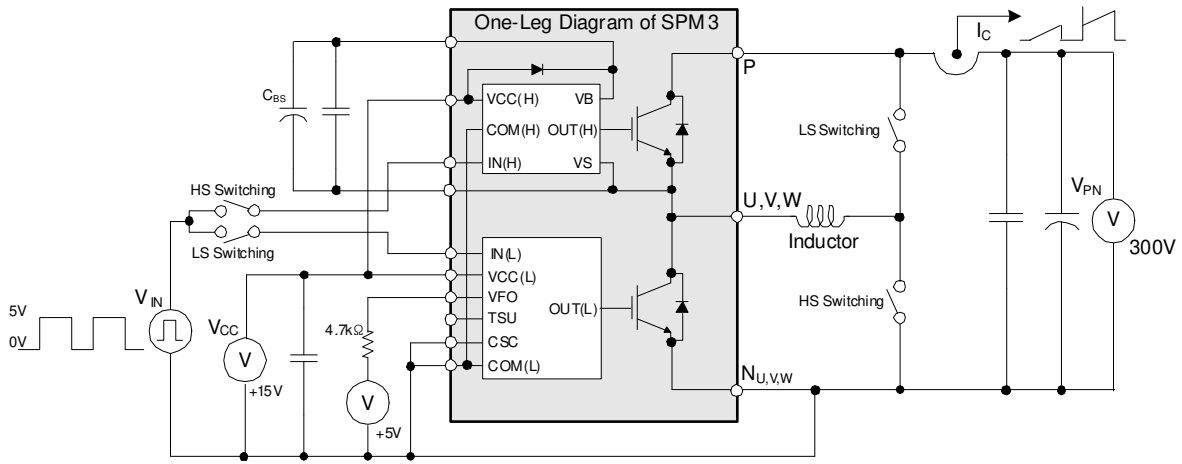 One-Leg Diagram of SPM 3
I_C
P
C_BS
VCC(H)
VB
COM(H)
OUT(H)
LS Switching
IN(H)
VS
HS Switching
U,V,W
V_PN
V
300V
Inductor
LS Switching
IN(L)
VCC(L)
HS Switching
V_IN
VFO
OUT(L)
5V
0V
V_CC
4.7kΩ
TSU
CSC
COM(L)
V
+15V
V
+5V
N_U,V,W